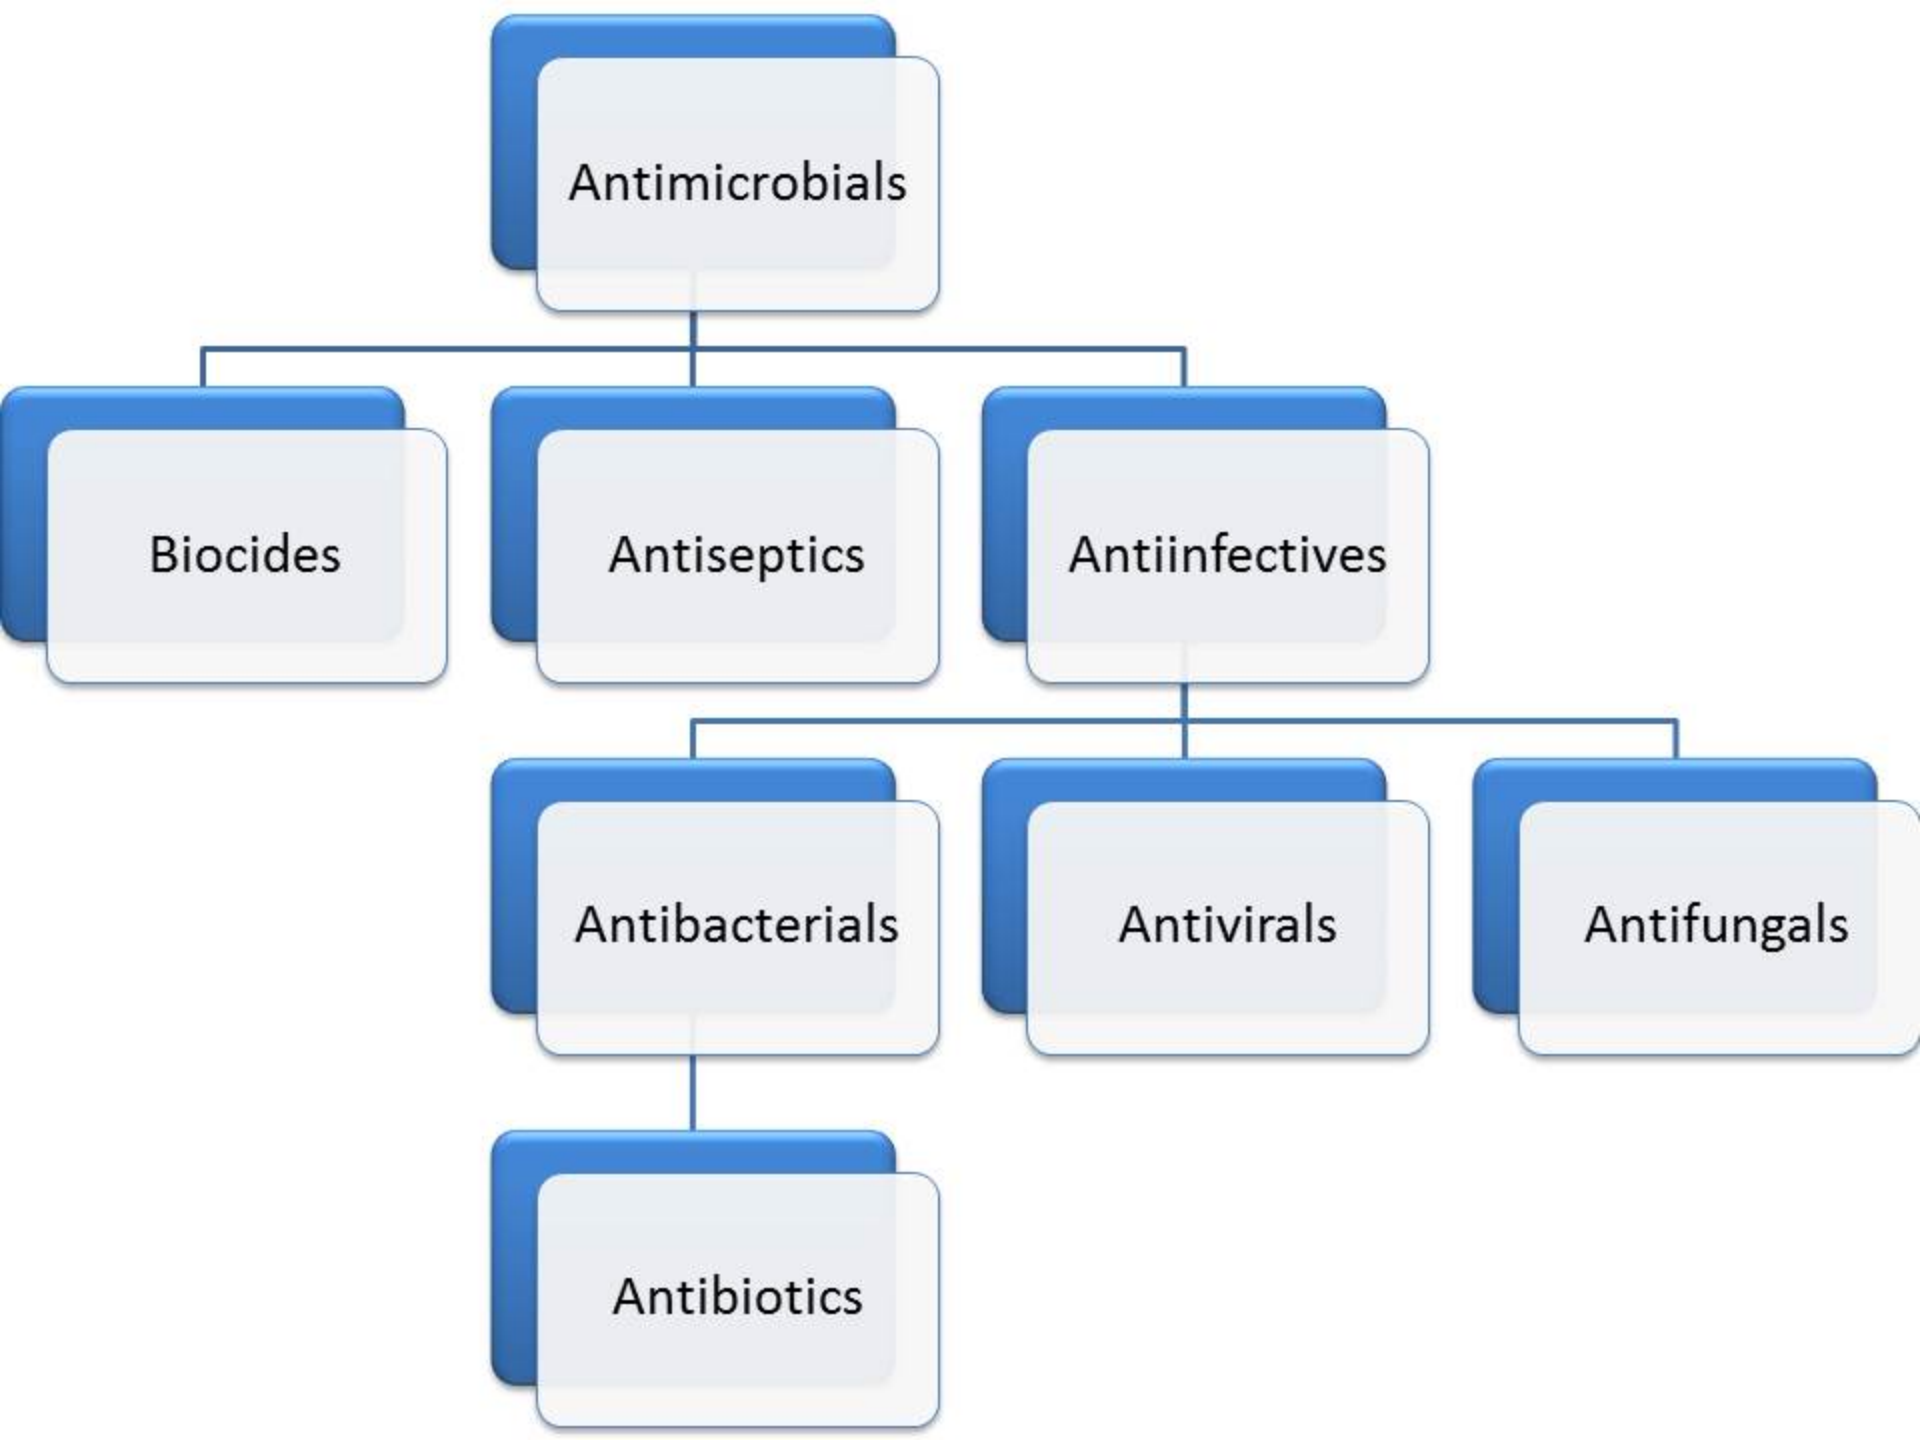 Antimicrobials
Biocides
Antiseptics
Antiinfectives
Antibacterials
Antivirals
Antifungals
Antibiotics